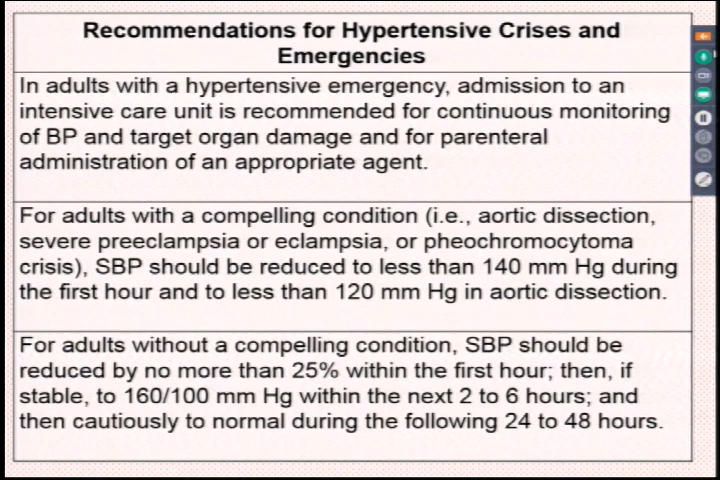 Recommendations for Hypertensive Crises and
Emergencies
In adults with a hypertensive emergency, admission to an
intensive care unit is recommended for continuous monitoring
of BP and target organ damage and for parenteral
administration of an appropriate agent.
For adults with a compelling condition (i.e., aortic dissection,
severe preeclampsia or eclampsia, or pheochromocytoma
crisis), SBP should be reduced to less than 140 mm Hg during
the first hour and to less than 120 mm Hg in aortic dissection.
For adults without a compelling condition, SBP should be
reduced by no more than 25% within the first hour; then, if
stable, to 160/100 mm Hg within the next 2 to 6 hours; and
then cautiously to normal during the following 24 to 48 hours.